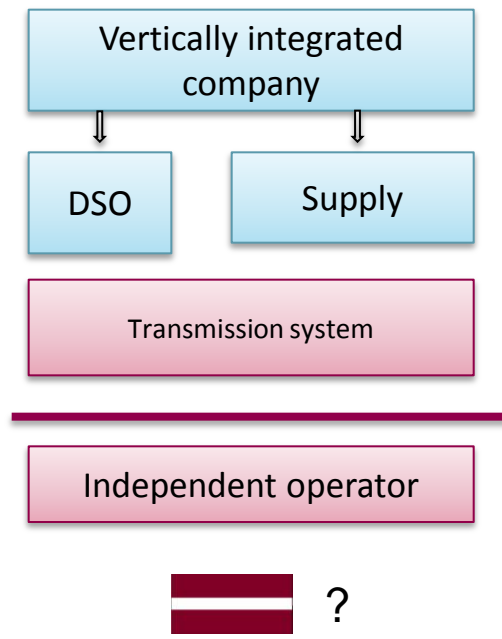 Vertically integrated
company
DSO
Supply
Transmission system
Independent operator
?